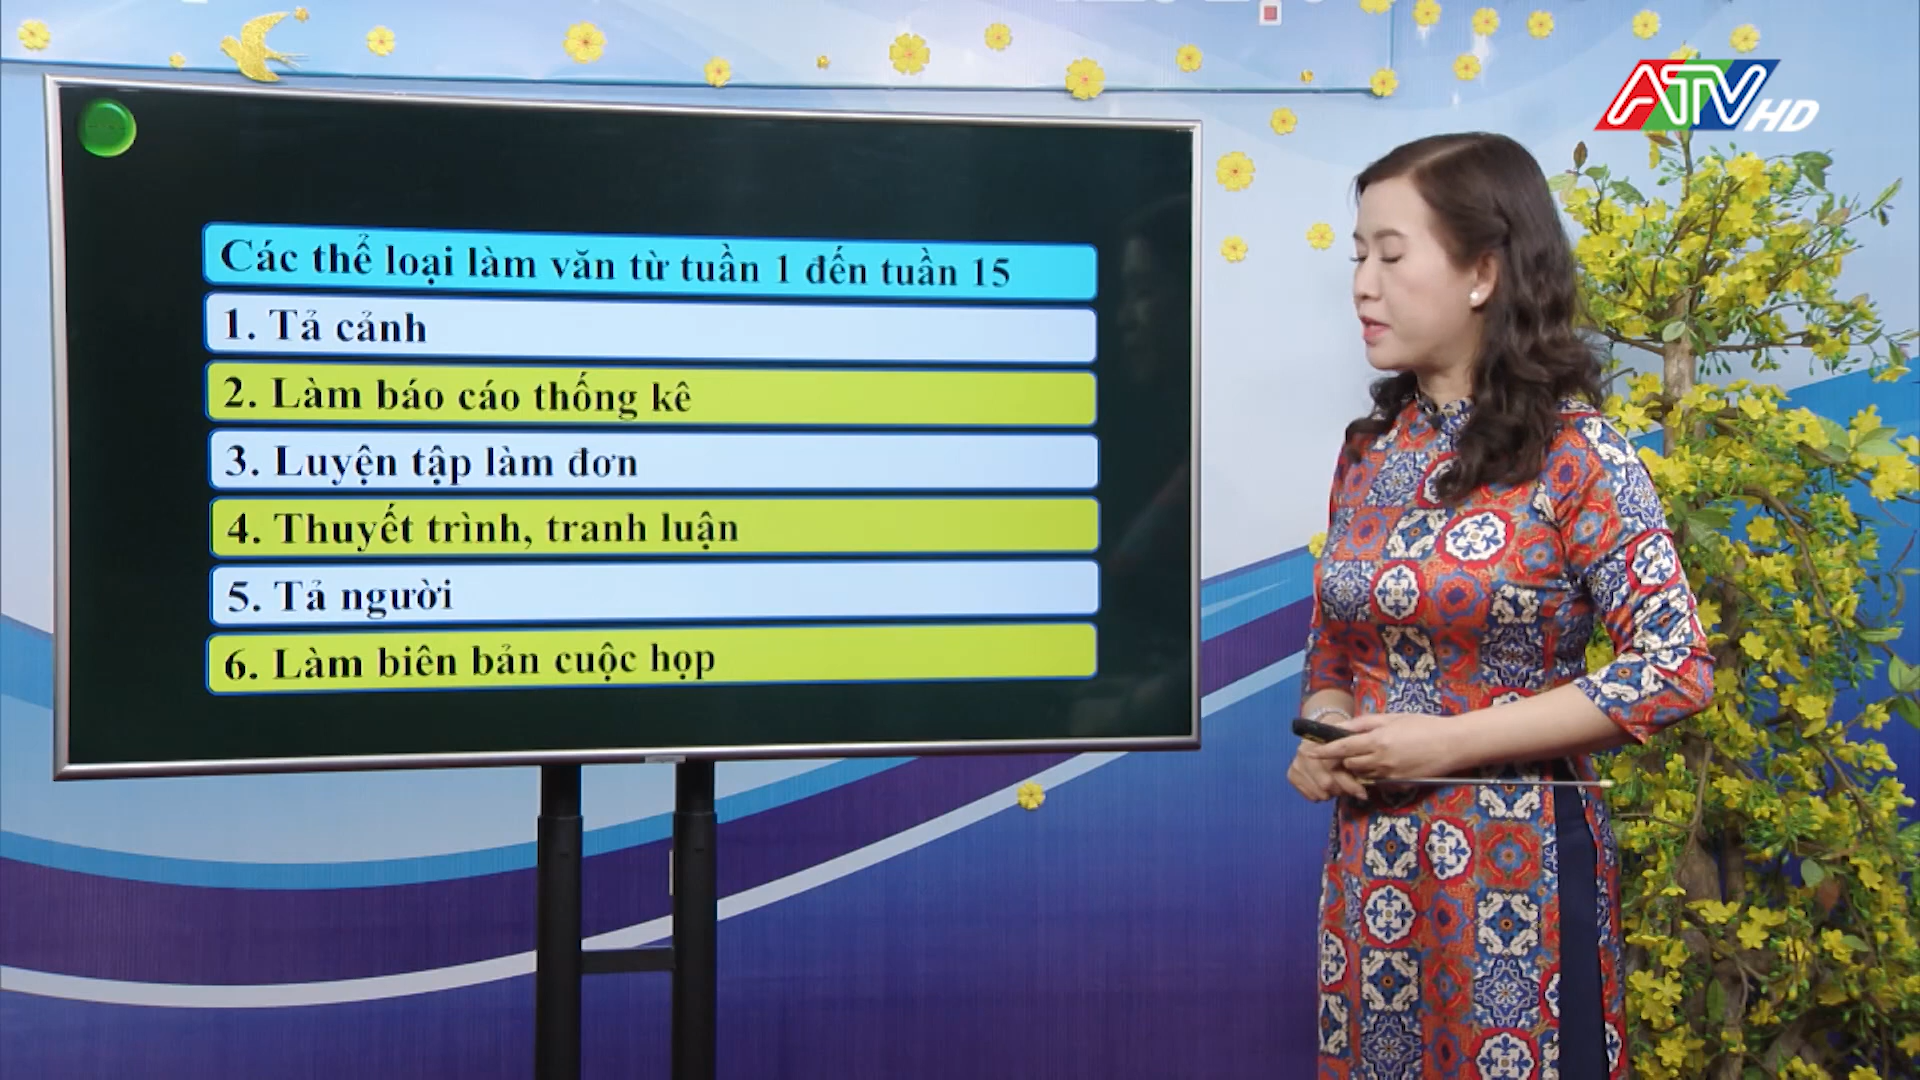 ATV HD
Các thể loại làm văn từ tuần 1 đến tuần 15
1. Tả cảnh
2. Làm báo cáo thống kê
3. Luyện tập làm đơn
4. Thuyết trình, tranh luận
5. Tả người
6. Làm biên bản cuộc họp